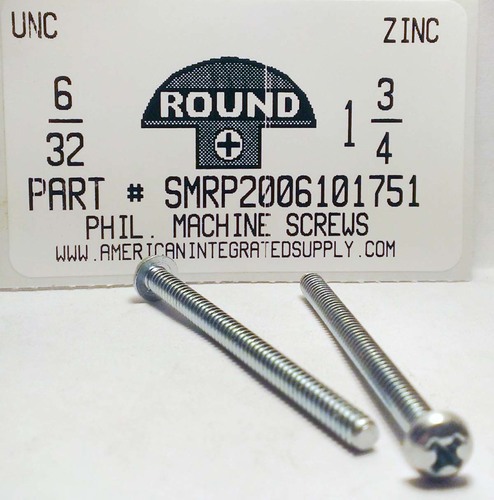 UNC ZINC
ROUND
6/32 1 3/4
PART # SMRP2006101751
PHIL. MACHINE SCREWS
WWW.AMERICANINTEGRATEDSUPPLY.COM